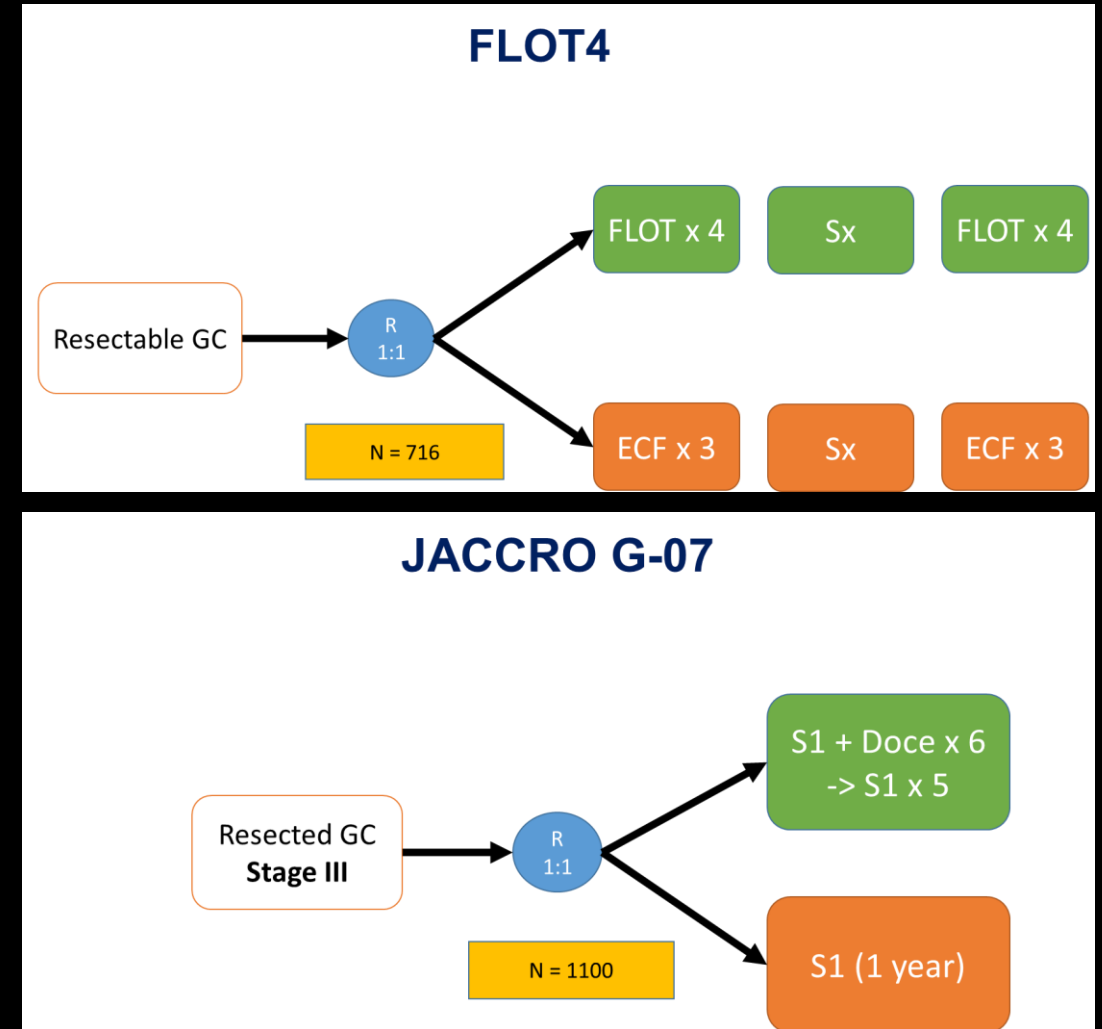 FLOT4
Resectable GC
R
1:1
N = 716
FLOT x 4
Sx
FLOT x 4
ECF x 3
Sx
ECF x 3
JACCRO G-07
Resected GC
Stage III
R
1:1
N = 1100
S1 + Doce x 6
-> S1 x 5
S1 (1 year)